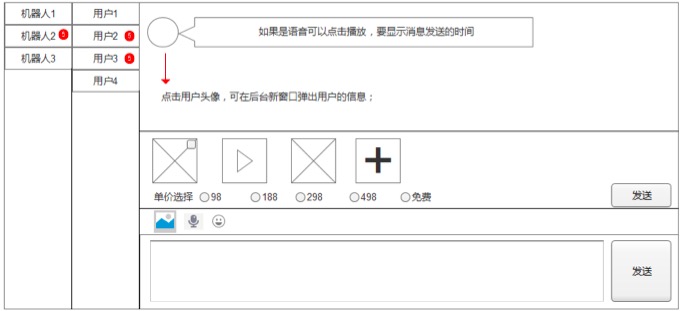 机器人1
用户1
机器人2
5
用户2
5
机器人3
用户3
5
用户4
如果是语音可以点击播放，要显示消息发送的时间
点击用户头像，可在后台新窗口弹出用户的信息；
单价选择 98 188 298 498 免费
发送
发送